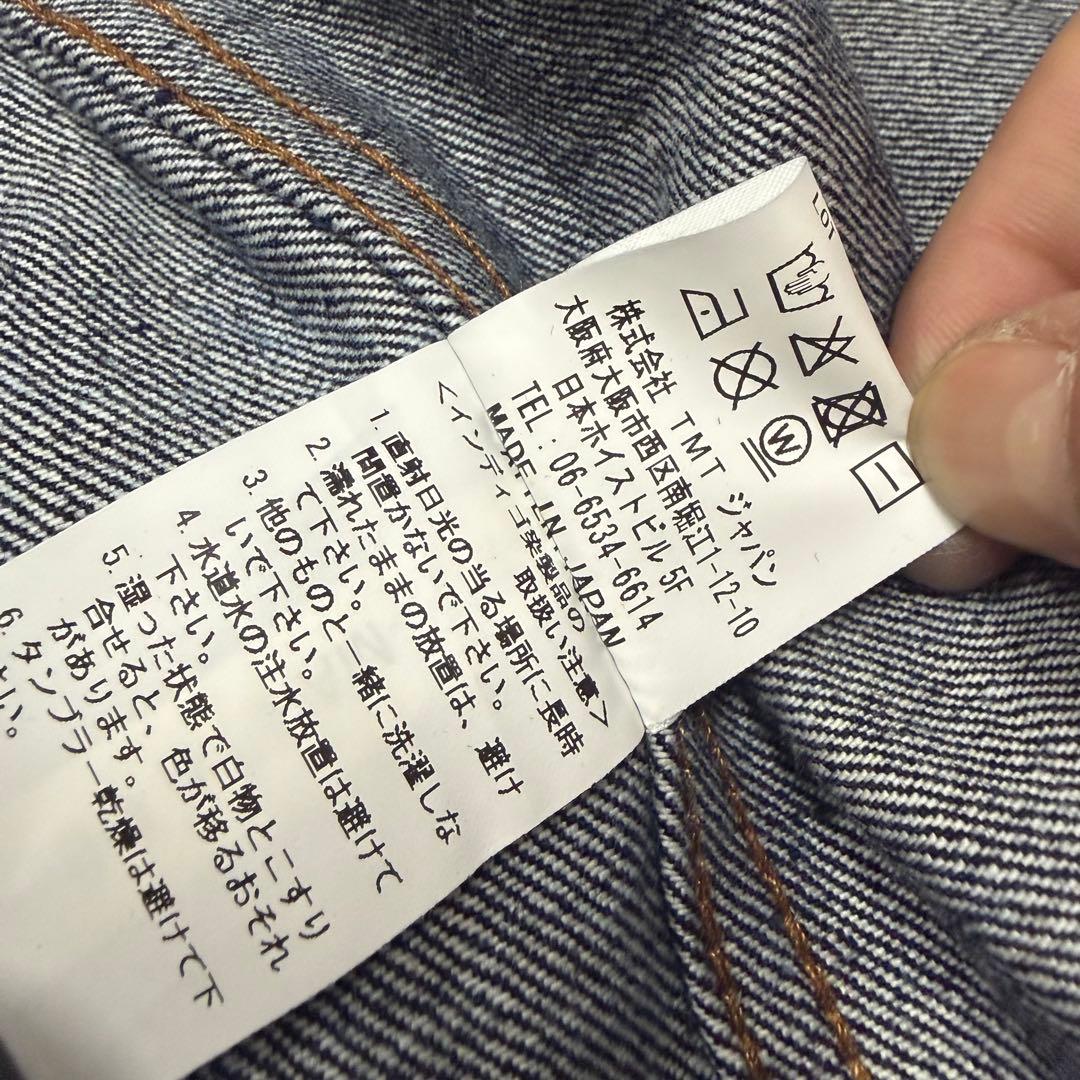 LOT
株式会社 TMT ジャパン
大阪府大阪市西区南堀江1-12-10
日本ホイストビル 5F
TEL: 06-6534-6614
MADE IN JAPAN
<インディゴ染製品の
取扱い注意>
1. 直射日光の当る場所に長時
間置かないで下さい。
2. 濡れたままの放置は、避け
て下さい。
3. 他のものと一緒に洗濯しな
いで下さい。
4. 水道水の注水放置は避けて
下さい。
5. 湿った状態で白物とこすり
合せると、色が移るおそれ
があります。
6. タンブラー乾燥は避けて下
さい。